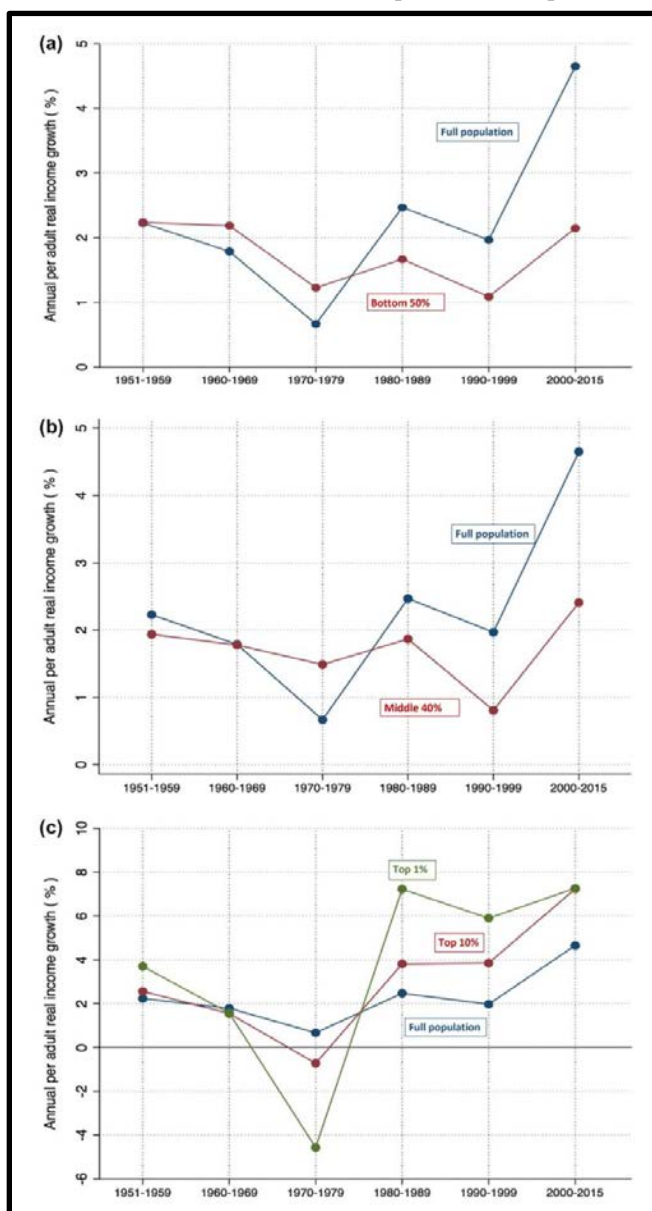 (a)
Annual per adult real income growth ( % )
5
4
3
2
1
0
Full population
Bottom 50%
1951-1959 1960-1969 1970-1979 1980-1989 1990-1999 2000-2015
(b)
Annual per adult real income growth ( % )
5
4
3
2
1
0
Full population
Middle 40%
1951-1959 1960-1969 1970-1979 1980-1989 1990-1999 2000-2015
(c)
Annual per adult real income growth ( % )
10
8
6
4
2
0
-2
-4
-6
Top 1%
Top 10%
Full population
1951-1959 1960-1969 1970-1979 1980-1989 1990-1999 2000-2015